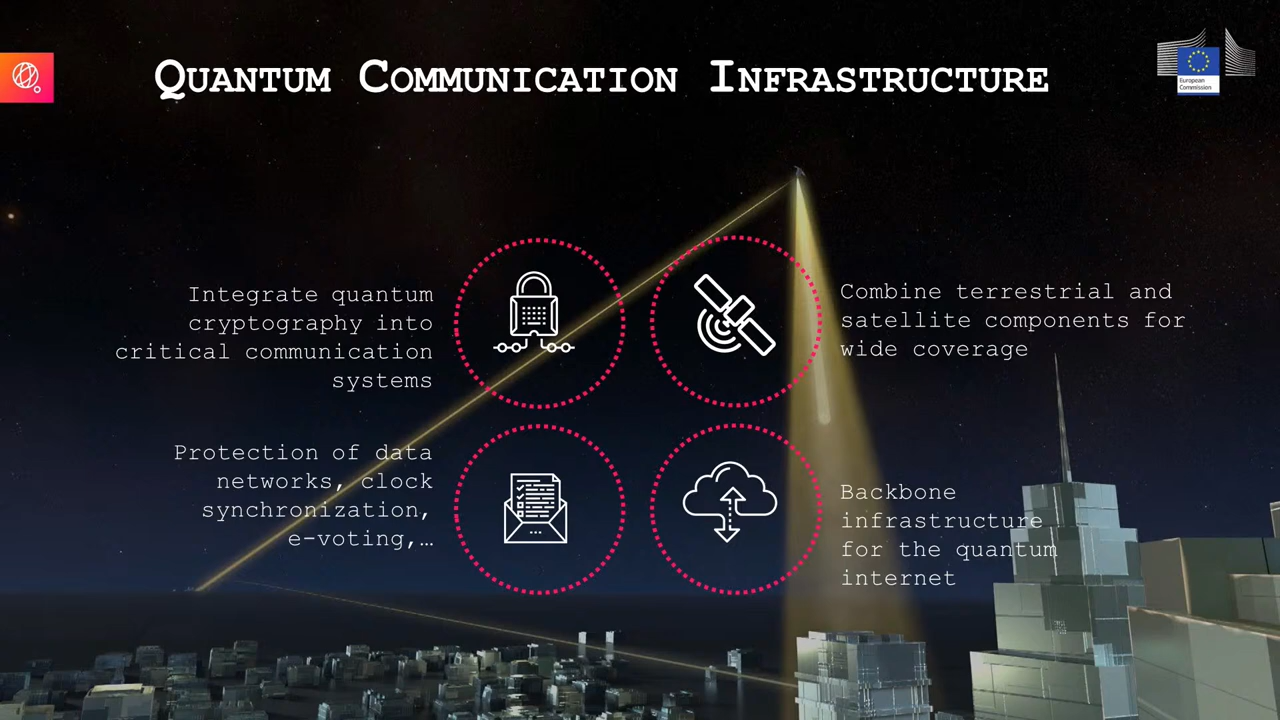 QUANTUM COMMUNICATION INFRASTRUCTURE
European
Commission
Integrate quantum
cryptography into
critical communication
systems
Combine terrestrial and
satellite components for
wide coverage
Protection of data
networks, clock
synchronization,
e-voting,…
Backbone
infrastructure
for the quantum
internet